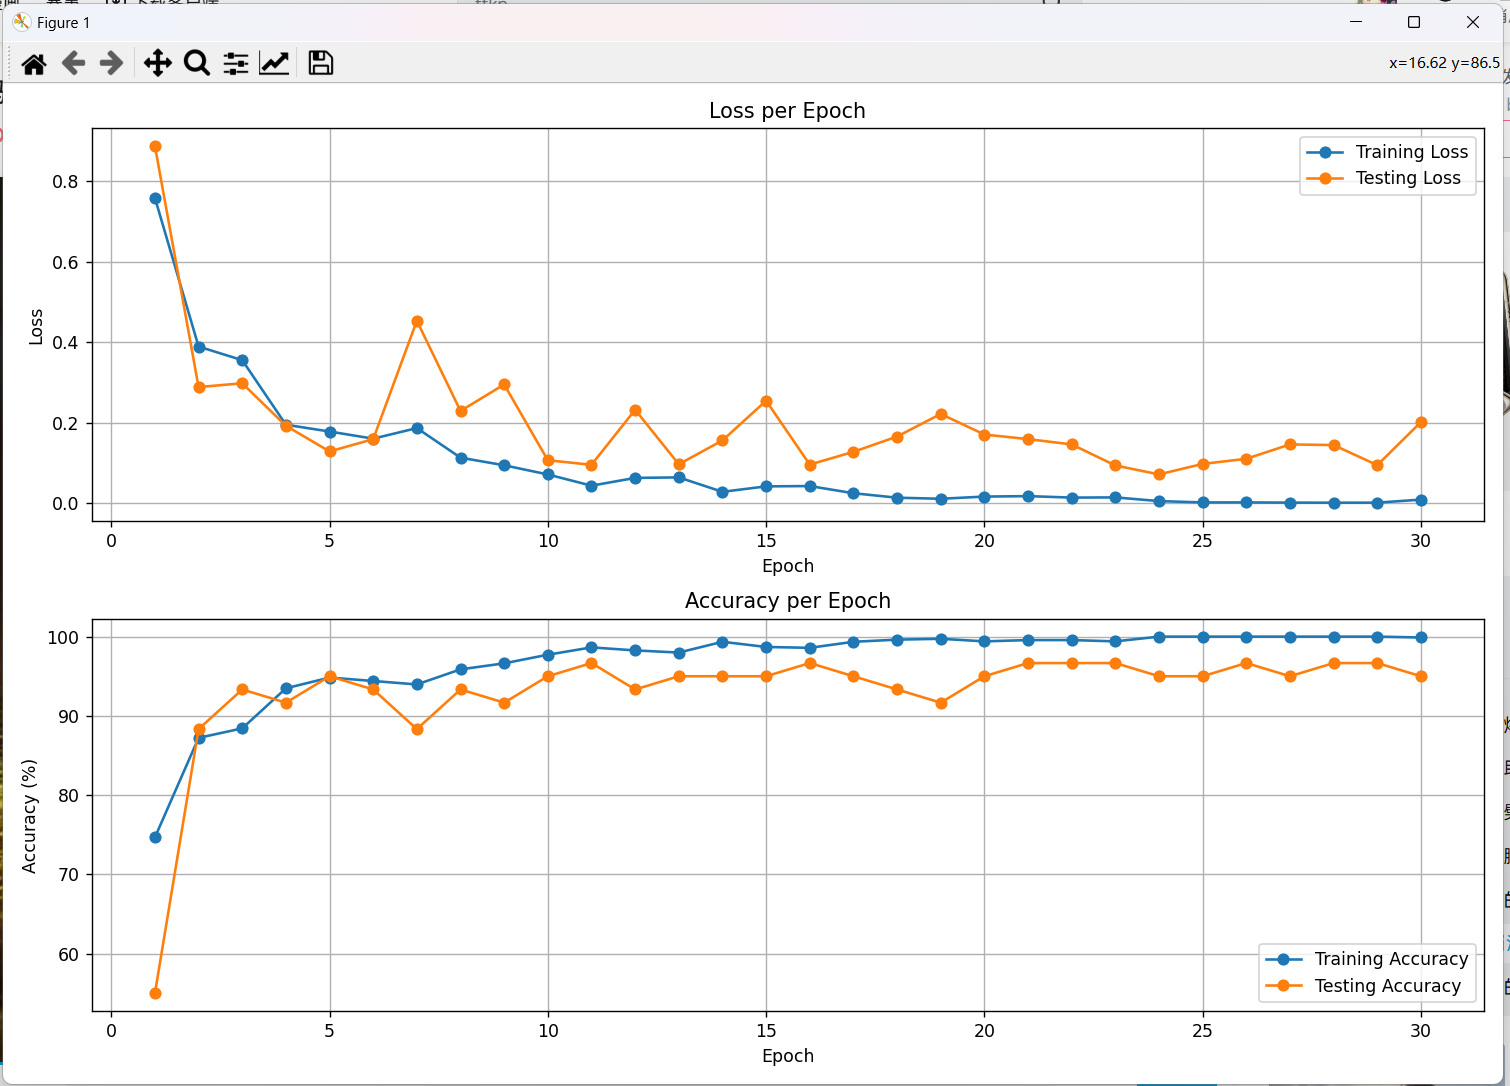 Figure 1
x=16.62 y=86.5
Loss per Epoch
Training Loss
Testing Loss
Loss
0.8
0.6
0.4
0.2
0.0
0 5 10 15 20 25 30
Epoch
Accuracy per Epoch
Accuracy (%)
100
90
80
70
60
Training Accuracy
Testing Accuracy
0 5 10 15 20 25 30
Epoch